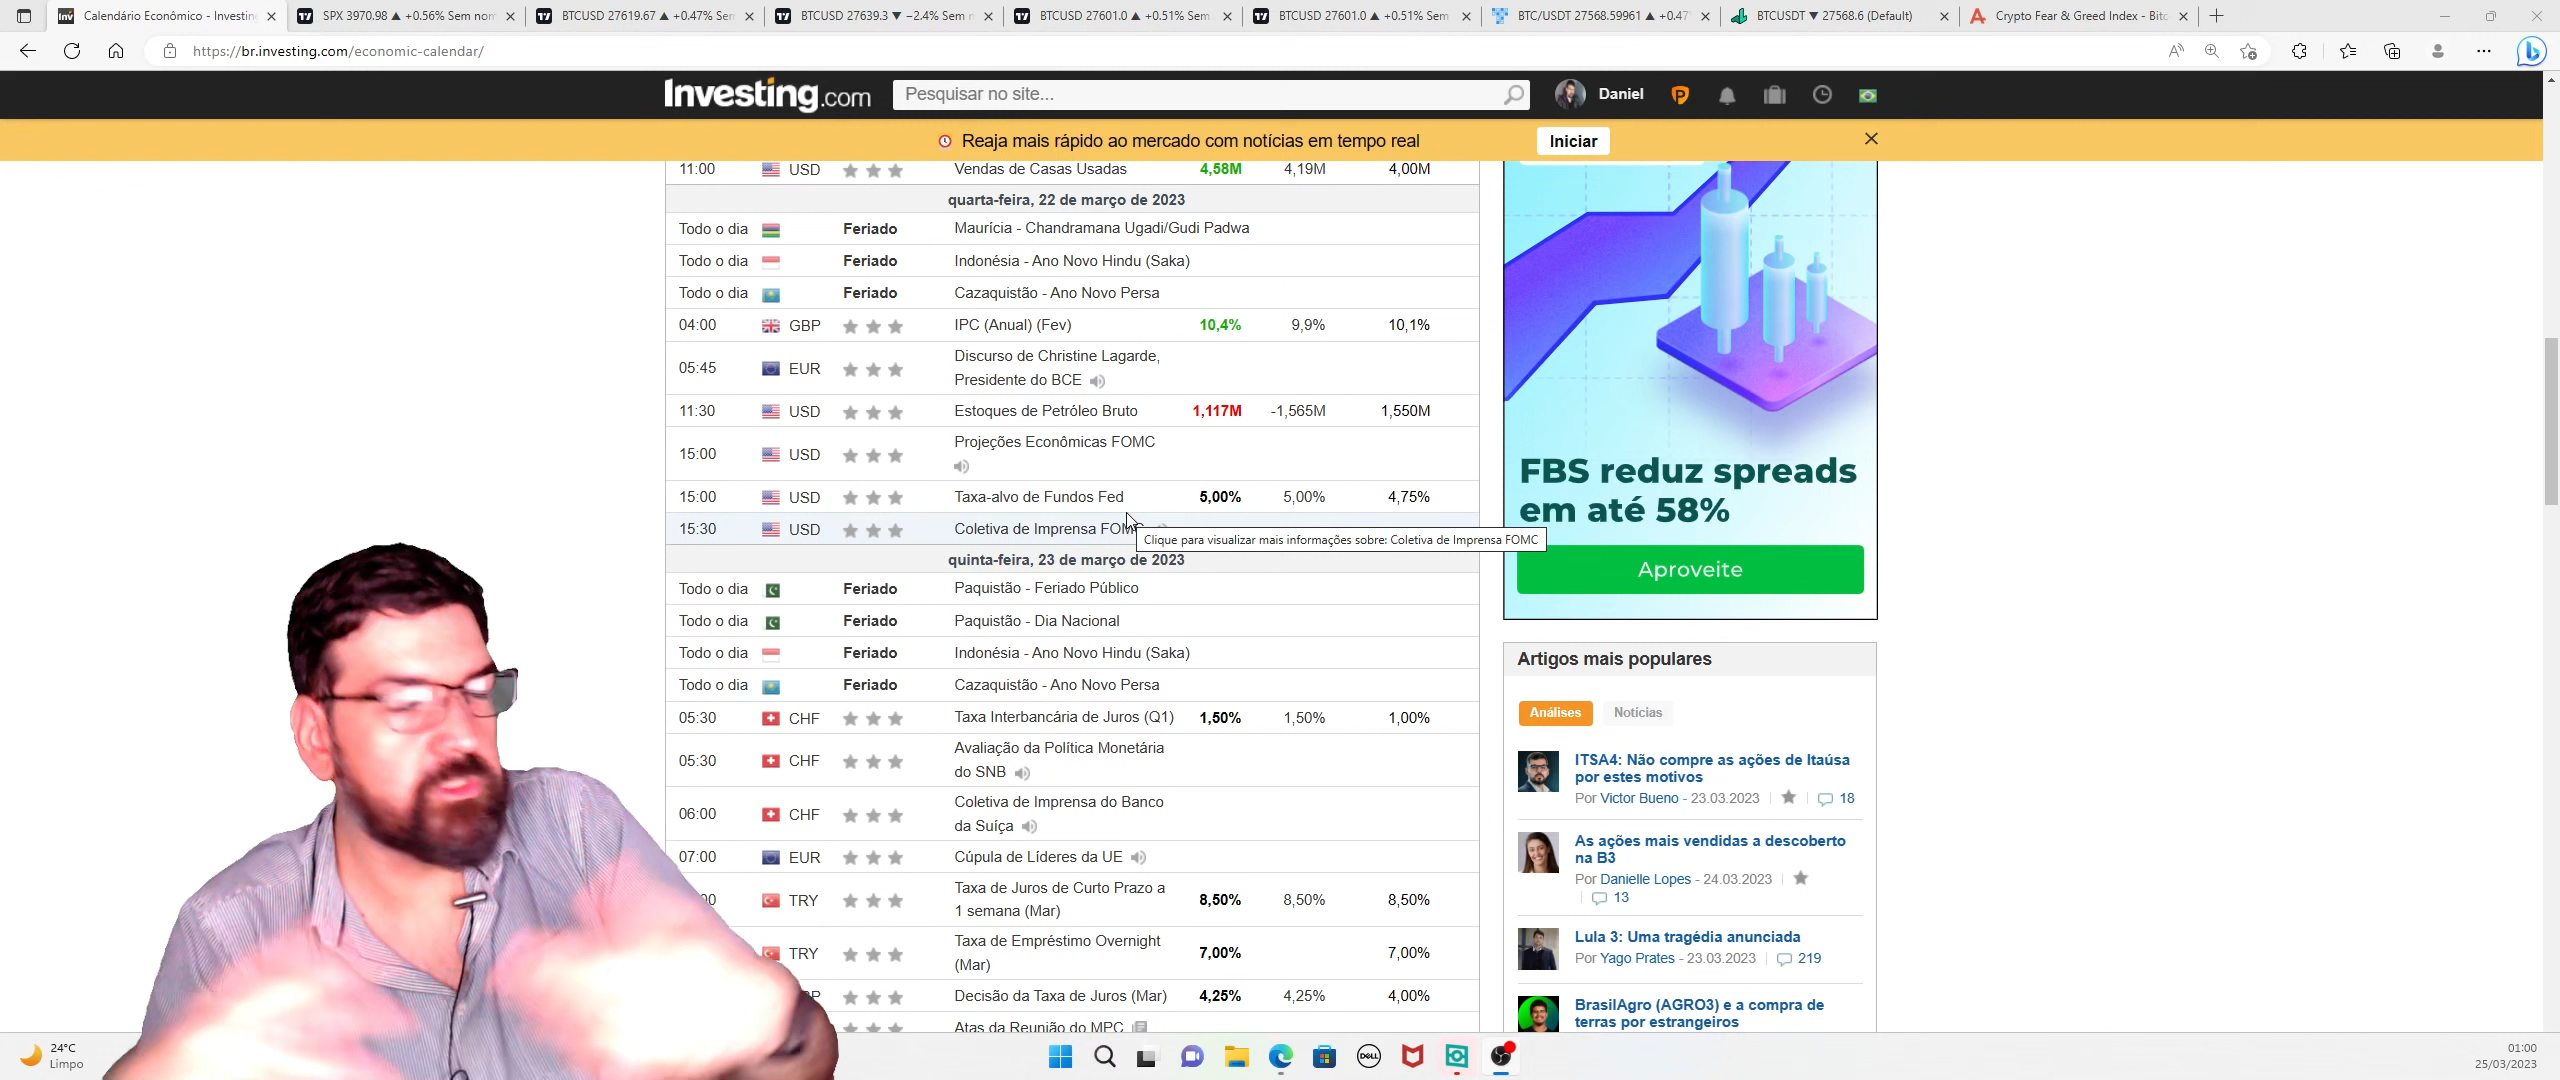 Calendário Econômico - Investin
SPX 3970.98 ▲ +0.56% Sem nom
BTCUSD 27619.67 ▲ +0.47% Sem
BTCUSD 27639.3 ▼ −2.4% Sem n
BTCUSD 27601.0 ▲ +0.51% Sem
BTCUSD 27601.0 ▲ +0.51% Sem
BTC/USDT 27568.59961 ▲ +0.47
BTCUSDT ▼ 27568.6 (Default)
Crypto Fear & Greed Index - Bitc
https://br.investing.com/economic-calendar/
Investing.com
Pesquisar no site...
Daniel
Reaja mais rápido ao mercado com notícias em tempo real
Iniciar
11:00 USD Vendas de Casas Usadas 4,58M 4,19M 4,00M
quarta-feira, 22 de março de 2023
Todo o dia Feriado Maurícia - Chandramana Ugadi/Gudi Padwa
Todo o dia Feriado Indonésia - Ano Novo Hindu (Saka)
Todo o dia Feriado Cazaquistão - Ano Novo Persa
04:00 GBP IPC (Anual) (Fev) 10,4% 9,9% 10,1%
05:45 EUR Discurso de Christine Lagarde,
Presidente do BCE
11:30 USD Estoques de Petróleo Bruto 1,117M -1,565M 1,550M
15:00 USD Projeções Econômicas FOMC
15:00 USD Taxa-alvo de Fundos Fed 5,00% 5,00% 4,75%
15:30 USD Coletiva de Imprensa FOMC
Clique para visualizar mais informações sobre: Coletiva de Imprensa FOMC
quinta-feira, 23 de março de 2023
Todo o dia Feriado Paquistão - Feriado Público
Todo o dia Feriado Paquistão - Dia Nacional
Todo o dia Feriado Indonésia - Ano Novo Hindu (Saka)
Todo o dia Feriado Cazaquistão - Ano Novo Persa
05:30 CHF Taxa Interbancária de Juros (Q1) 1,50% 1,50% 1,00%
05:30 CHF Avaliação da Política Monetária
do SNB
06:00 CHF Coletiva de Imprensa do Banco
da Suíça
07:00 EUR Cúpula de Líderes da UE
TRY Taxa de Juros de Curto Prazo a
1 semana (Mar) 8,50% 8,50% 8,50%
TRY Taxa de Empréstimo Overnight
(Mar) 7,00% 7,00%
Decisão da Taxa de Juros (Mar) 4,25% 4,25% 4,00%
Atas da Reunião do MPC
FBS reduz spreads
em até 58%
Aproveite
Artigos mais populares
Análises
Notícias
ITSA4: Não compre as ações de Itaúsa
por estes motivos
Por Victor Bueno - 23.03.2023 18
As ações mais vendidas a descoberto
na B3
Por Danielle Lopes - 24.03.2023
13
Lula 3: Uma tragédia anunciada
Por Yago Prates - 23.03.2023 219
BrasilAgro (AGRO3) e a compra de
terras por estrangeiros
24°C
Limpo
DELL
01:00
25/03/2023